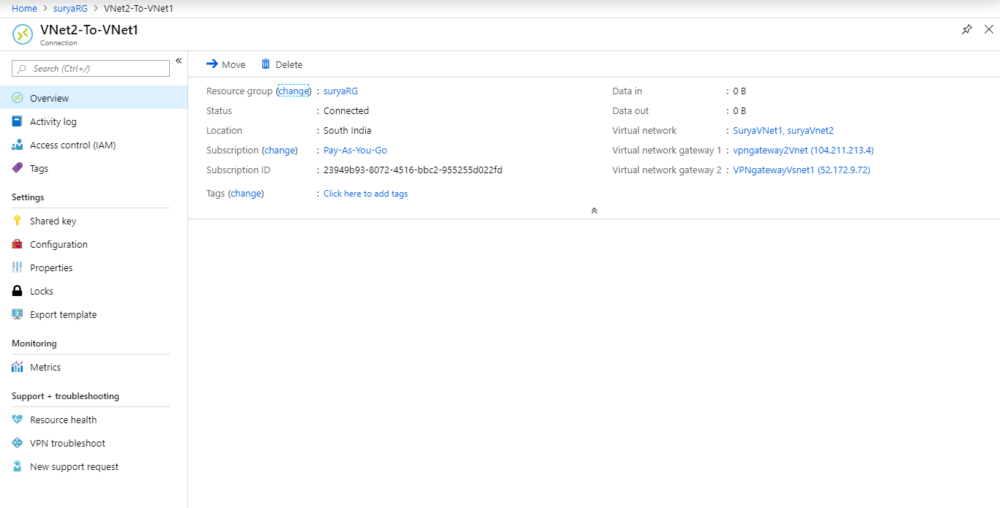 Home > suryaRG > VNet2-To-VNet1
VNet2-To-VNet1
Connection
Search (Ctrl+/)
«
Overview
Activity log
Access control (IAM)
Tags
Settings
Shared key
Configuration
Properties
Locks
Export template
Monitoring
Metrics
Support + troubleshooting
Resource health
VPN troubleshoot
New support request
Move Delete
Resource group (change) : suryaRG
Status : Connected
Location : South India
Subscription (change) : Pay-As-You-Go
Subscription ID : 23949b93-8072-4516-bbc2-955255d022fd
Tags (change) : Click here to add tags
Data in : 0 B
Data out : 0 B
Virtual network : SuryaVNet1, suryaVnet2
Virtual network gateway 1 : vpngateway2Vnet (104.211.213.4)
Virtual network gateway 2 : VPNgatewayVsnet1 (52.172.9.72)